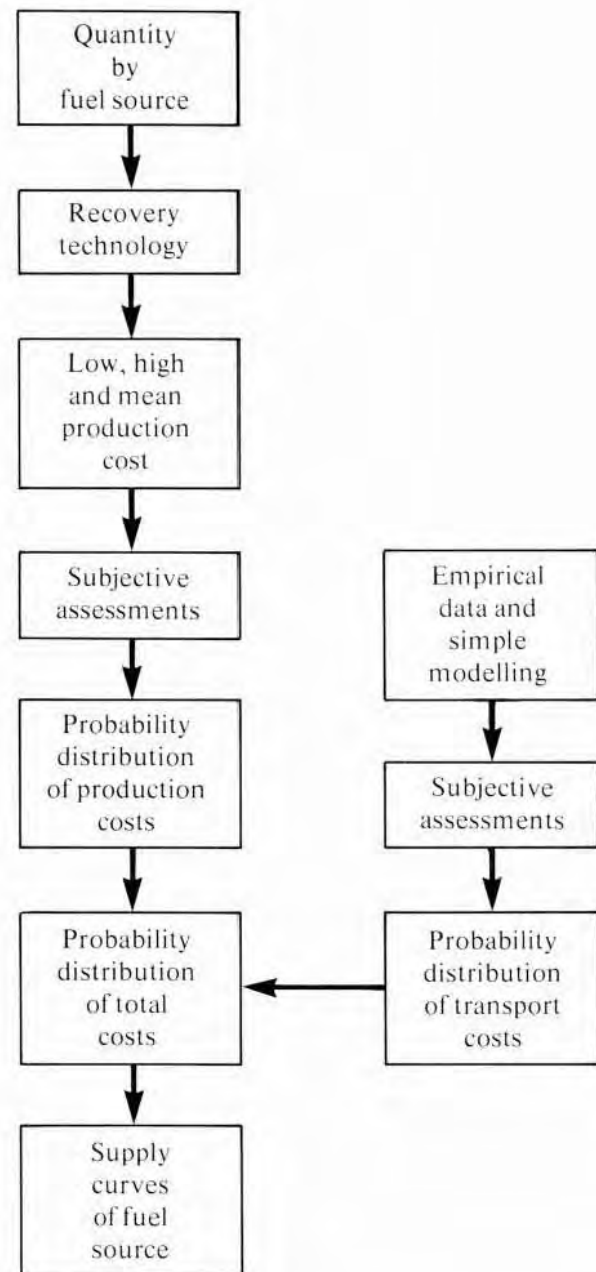 Quantity
by
fuel source
Recovery
technology
Low, high
and mean
production
cost
Subjective
assessments
Probability
distribution
of production
costs
Probability
distribution
of total
costs
Supply
curves
of fuel
source
Empirical
data and
simple
modelling
Subjective
assessments
Probability
distribution
of transport
costs